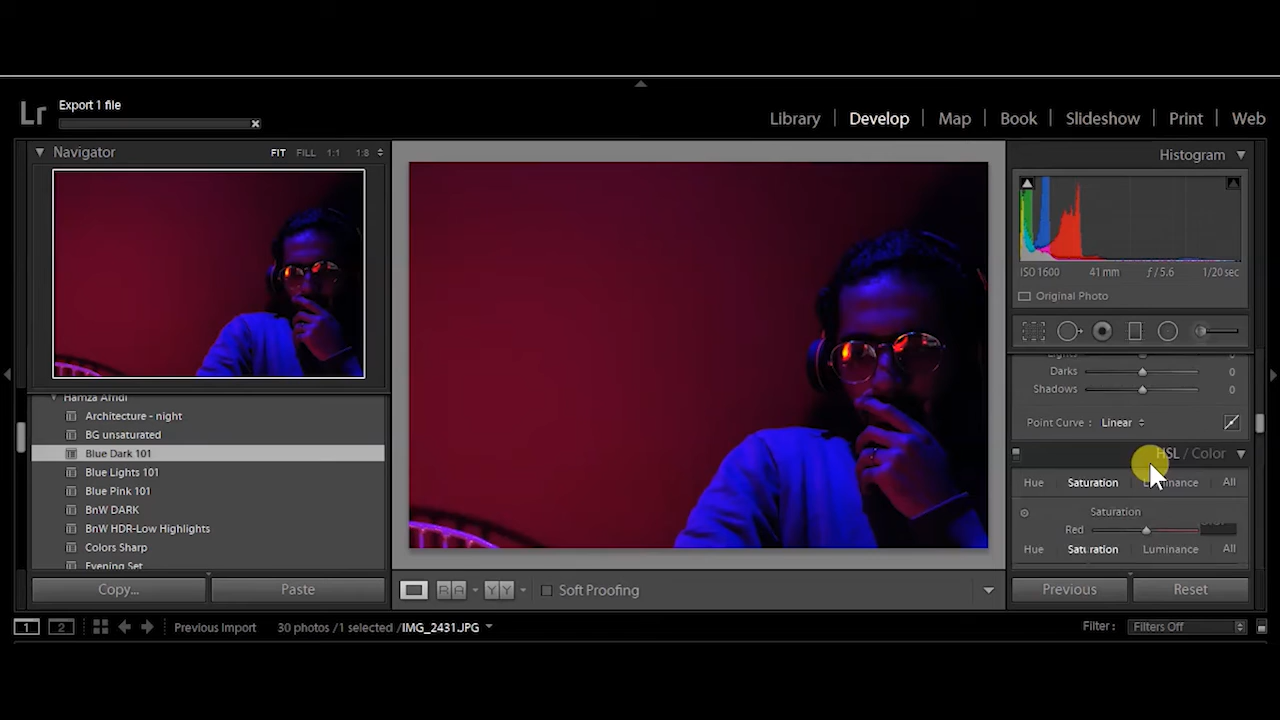 Lr
Export 1 file
Library Develop Map Book Slideshow Print Web
Navigator FIT FILL 1:1 1:8
Histogram
ISO 1600 41 mm ƒ/5.6 1/20 sec
Original Photo
Darks 0
Shadows 0
Point Curve : Linear
HSL / Color
Hue Saturation Luminance All
Saturation
Red
Hue Saturation Luminance All
Architecture - night
BG unsaturated
Blue Dark 101
Blue Lights 101
Blue Pink 101
BnW DARK
BnW HDR-Low Highlights
Colors Sharp
Evening Set
Copy... Paste
Soft Proofing
Previous Reset
1 2 Previous Import 30 photos /1 selected /IMG_2431.JPG
Filter : Filters Off